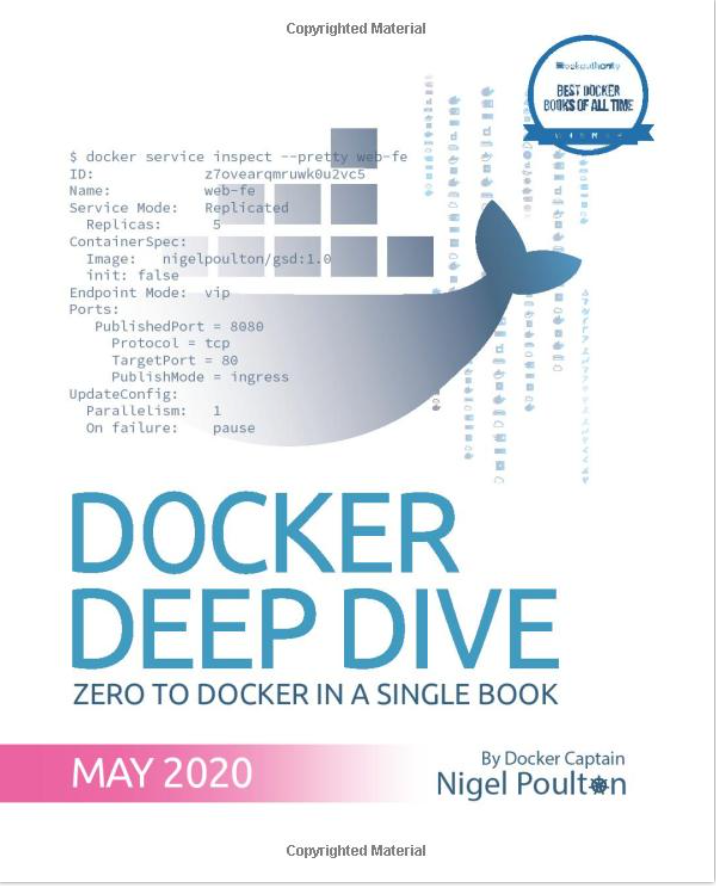 Copyrighted Material
BookAuthority
BEST DOCKER
BOOKS OF ALL TIME
$ docker service inspect --pretty web-fe
ID: z7ovearqmruwk0u2vc5
Name: web-fe
Service Mode: Replicated
Replicas: 5
ContainerSpec:
Image: nigelpoulton/gsd:1.0
init: false
Endpoint Mode: vip
Ports:
PublishedPort = 8080
Protocol = tcp
TargetPort = 80
PublishMode = ingress
UpdateConfig:
Parallelism: 1
On failure: pause
DOCKER
DEEP DIVE
ZERO TO DOCKER IN A SINGLE BOOK
MAY 2020
By Docker Captain
Nigel Poulton
Copyrighted Material